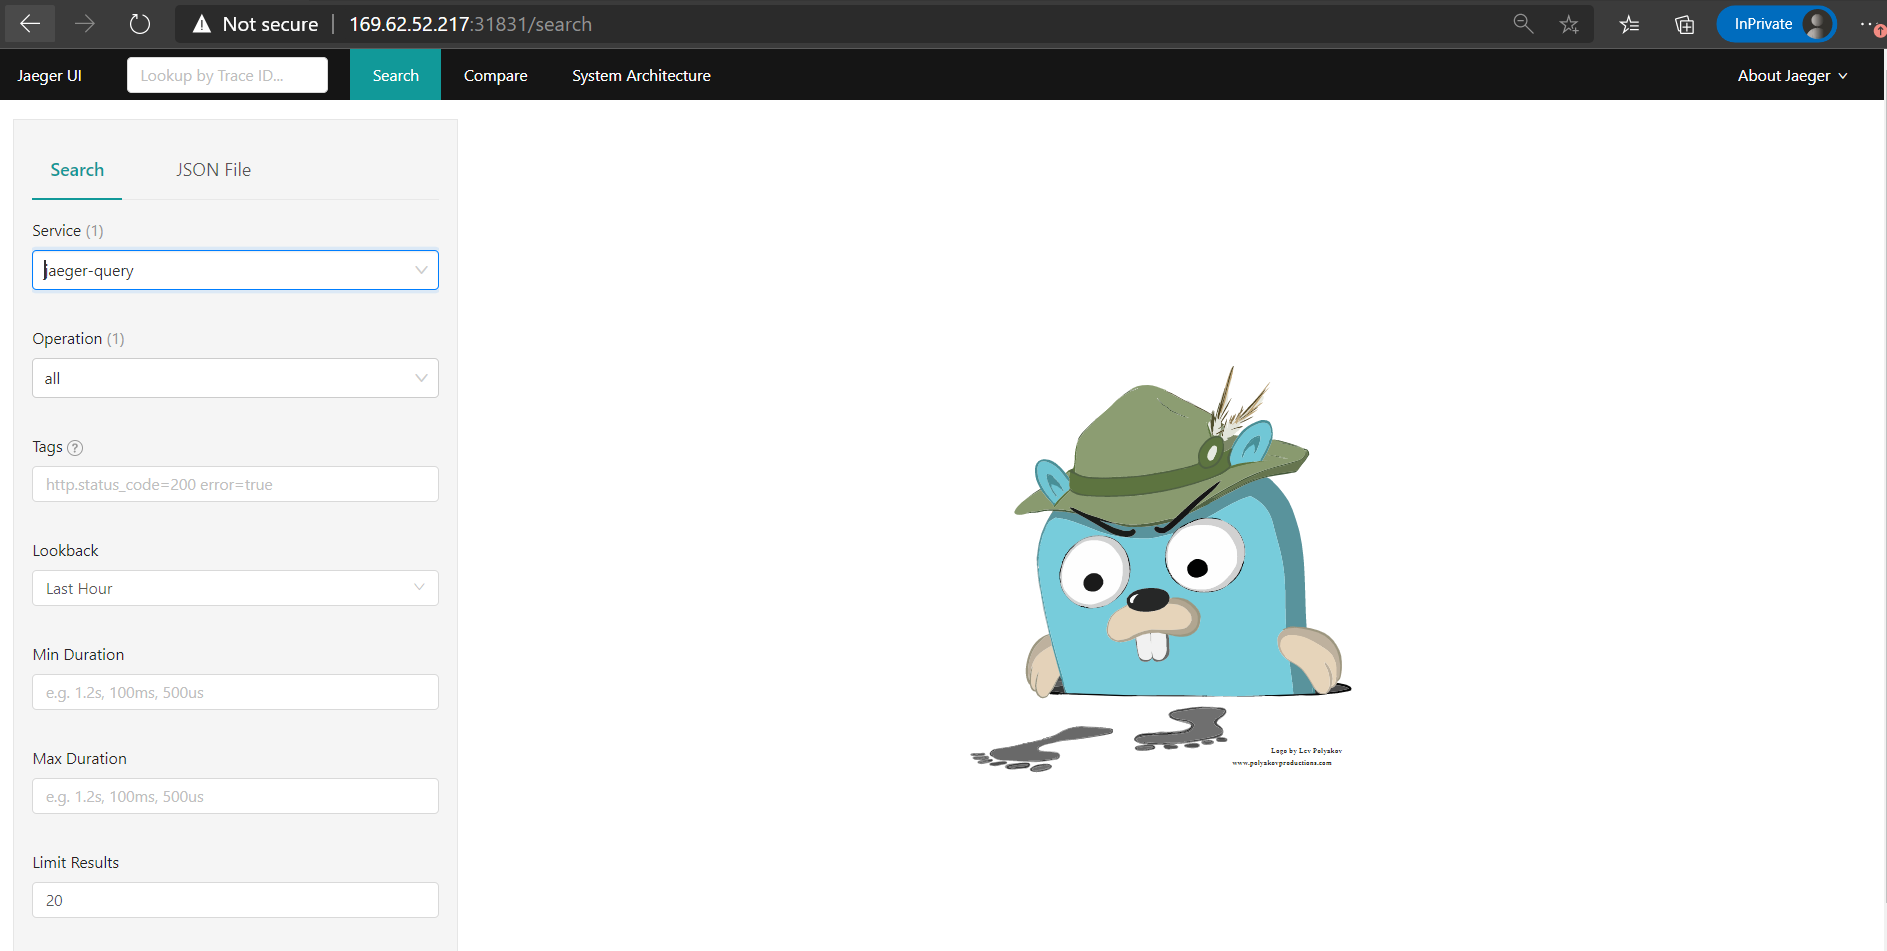 Not secure | 169.62.52.217:31831/search InPrivate
Jaeger UI Lookup by Trace ID... Search Compare System Architecture About Jaeger
Search JSON File
Service (1)
jaeger-query
Operation (1)
all
Tags ?
http.status_code=200 error=true
Lookback
Last Hour
Min Duration
e.g. 1.2s, 100ms, 500us
Max Duration
e.g. 1.2s, 100ms, 500us
Limit Results
20
Logo by Lev Polyakov
www.polyakovproductions.com